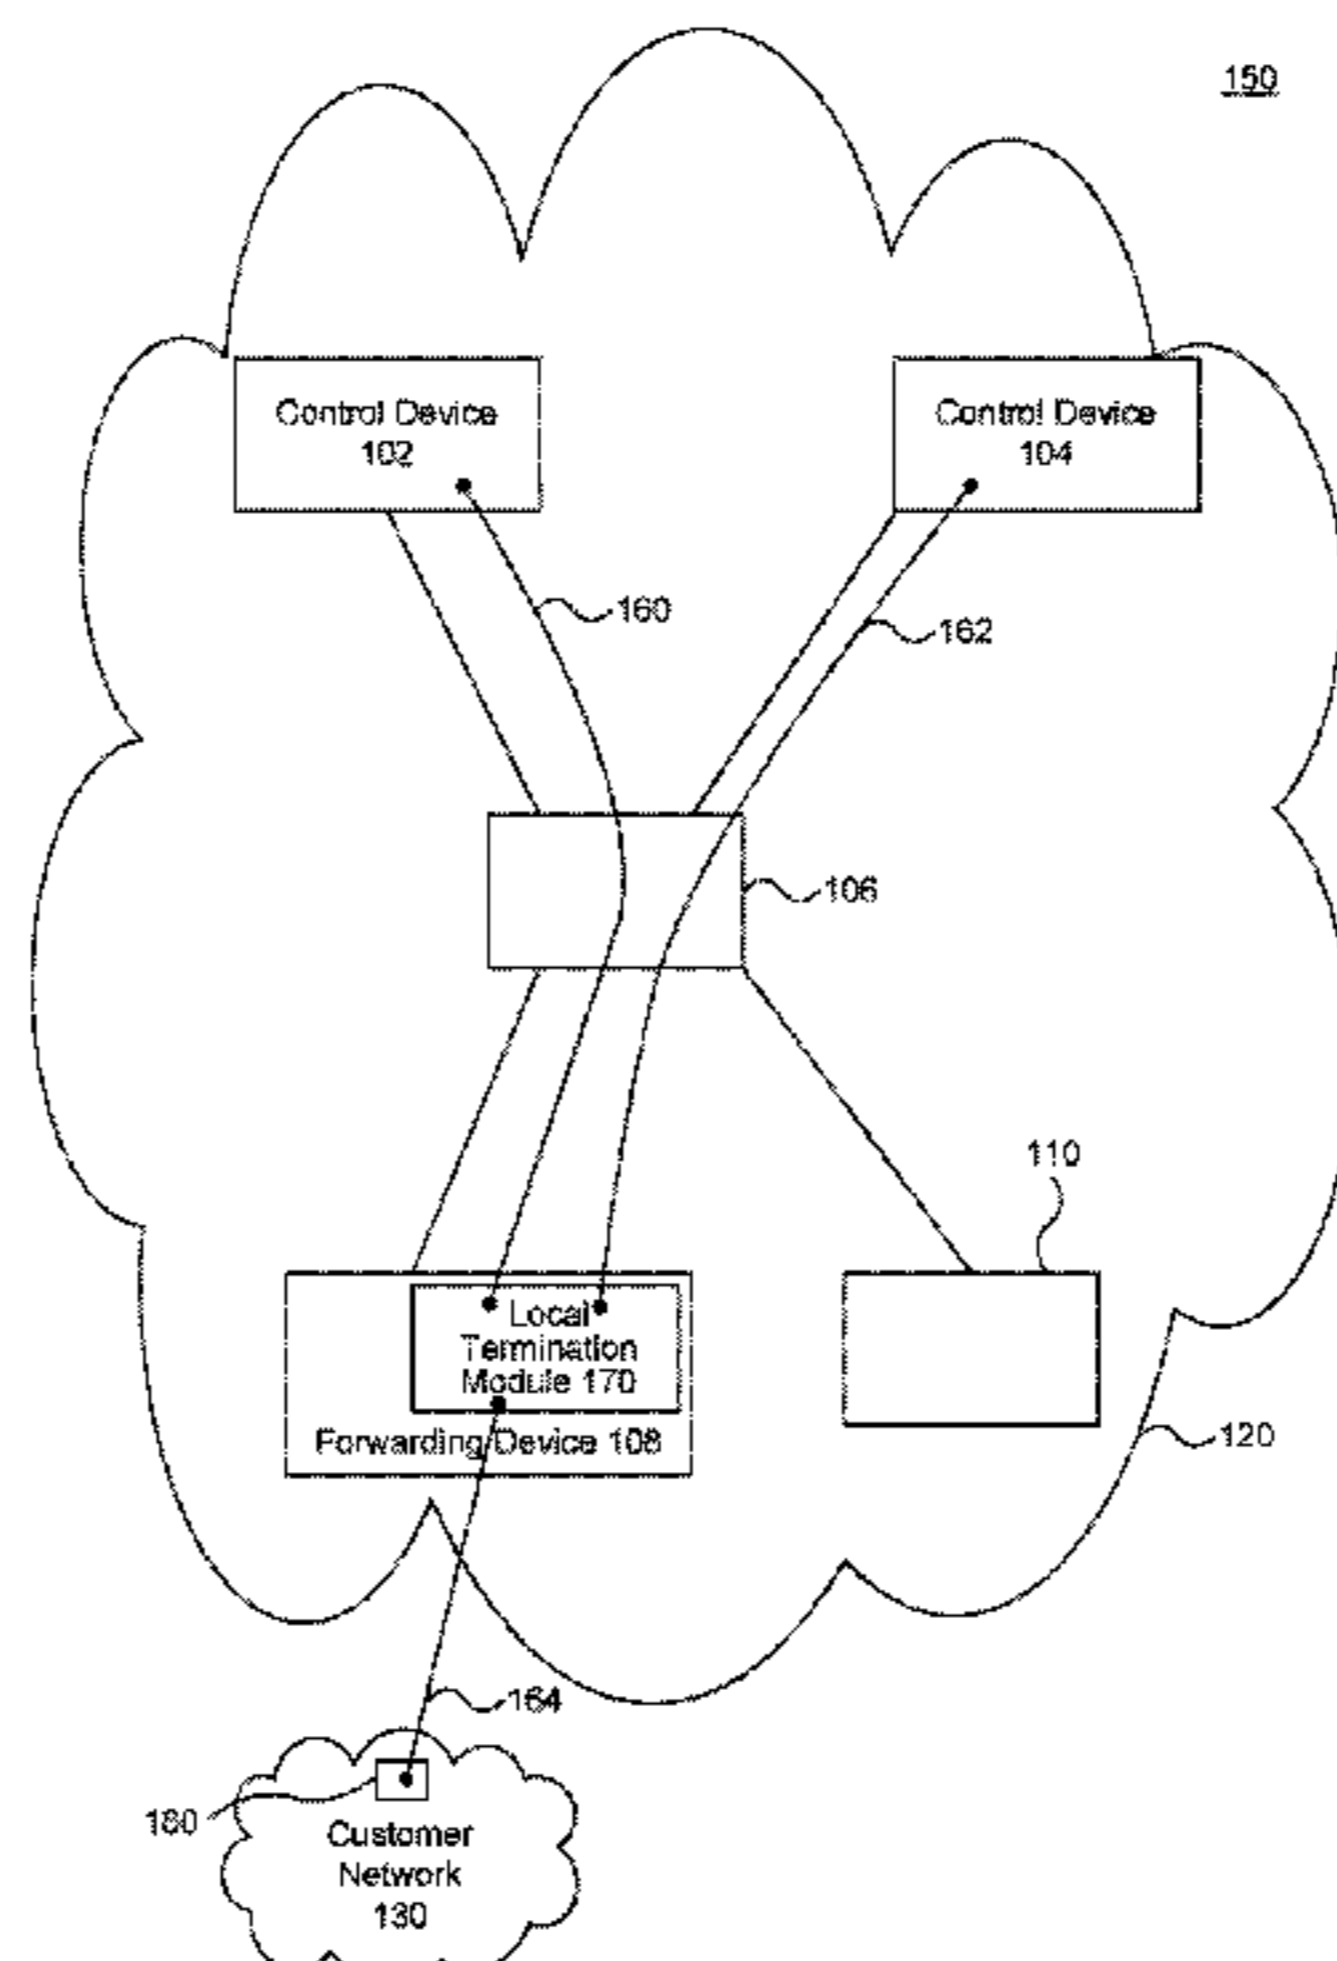 150
Control Device
102
Control Device
104
160
162
106
110
Local
Termination
Module 170
Forwarding Device 108
120
164
180
Customer
Network
130